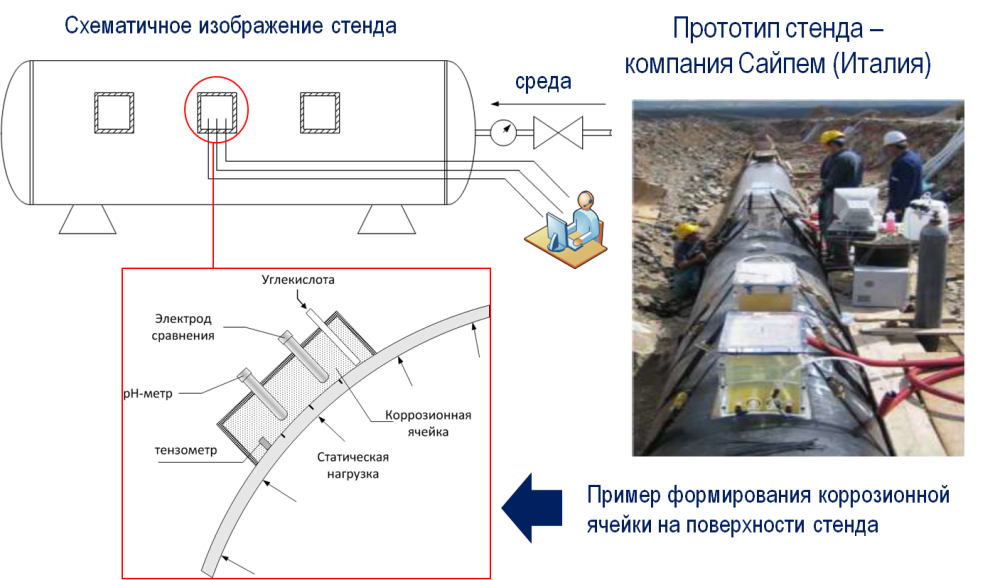 Схематичное изображение стенда
Прототип стенда –
компания Сайпем (Италия)
среда
Углекислота
Электрод
сравнения
pH-метр
Коррозионная
ячейка
тензометр
Статическая
нагрузка
Пример формирования коррозионной
ячейки на поверхности стенда